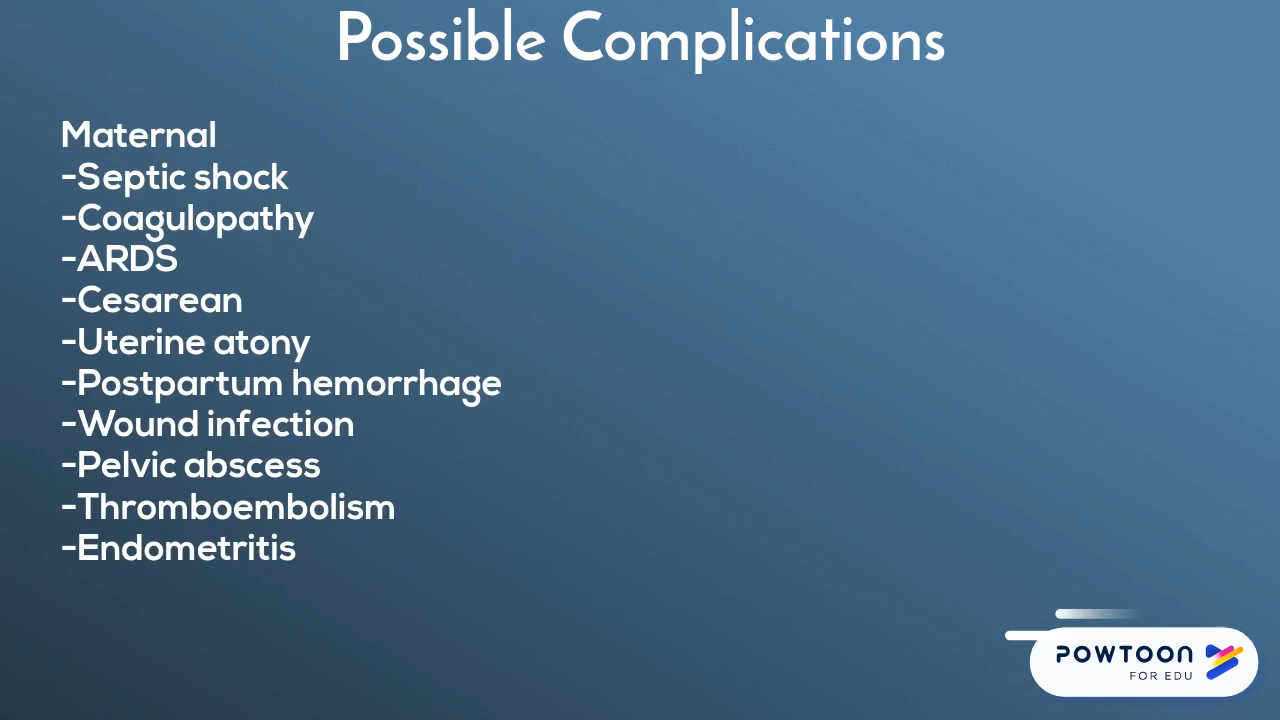 Possible Complications
Maternal
-Septic shock
-Coagulopathy
-ARDS
-Cesarean
-Uterine atony
-Postpartum hemorrhage
-Wound infection
-Pelvic abscess
-Thromboembolism
-Endometritis
POWTOON
FOR EDU